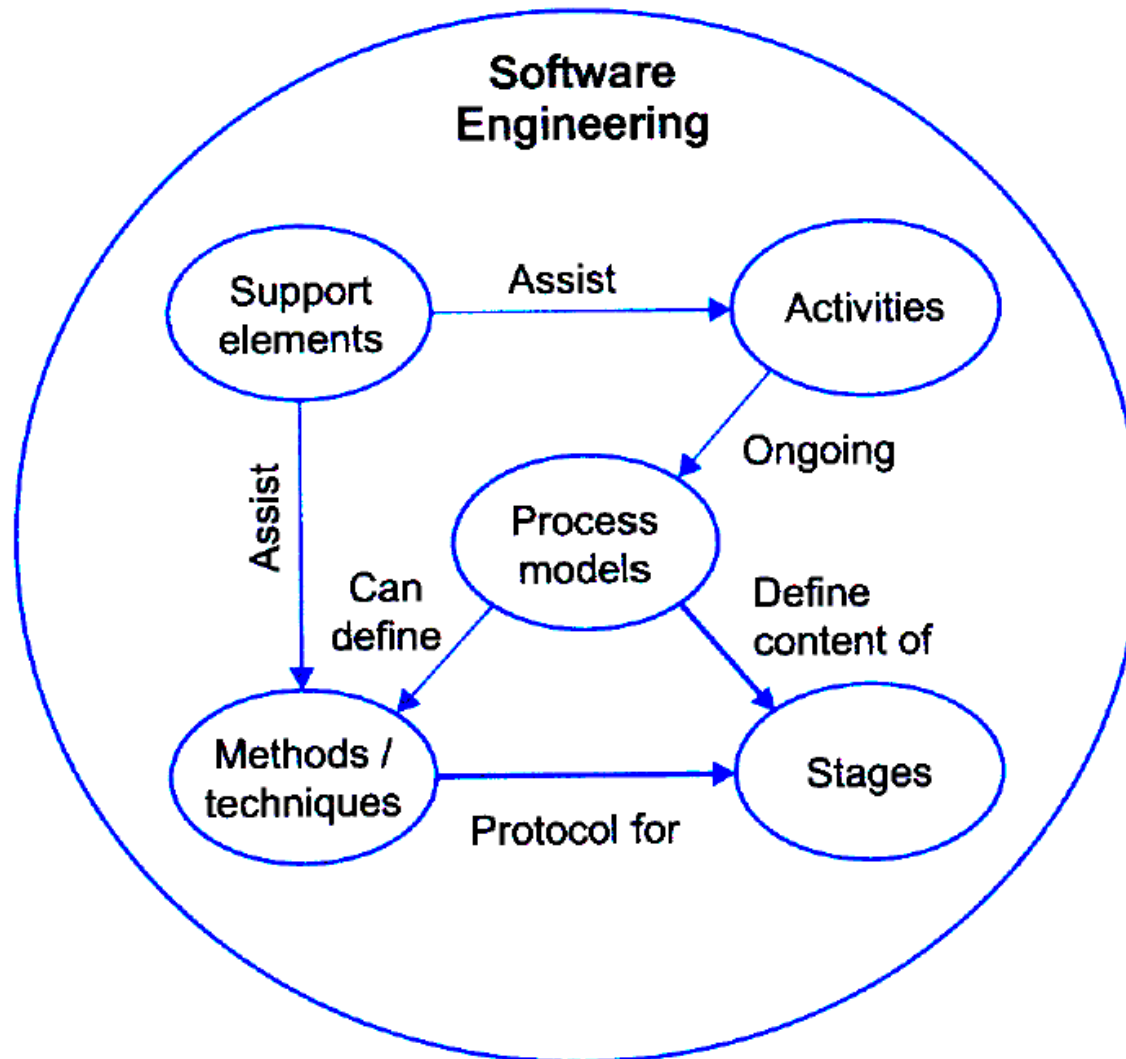 Software
Engineering
Support
elements
Assist
Activities
Assist
Ongoing
Process
models
Can
define
Define
content of
Methods /
techniques
Protocol for
Stages